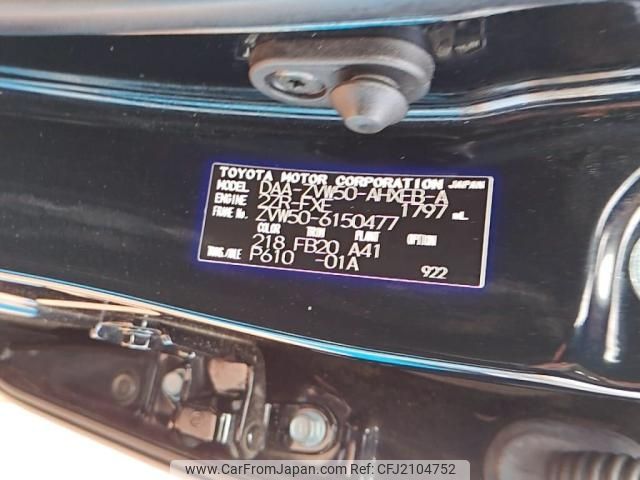 TOYOTA MOTOR CORPORATION JAPAN
MODEL DAA-ZVW50-AHXEB-A
ENGINE 2ZR-FXE 1797 mL
FRAME No. ZVW50-6150477
COLOR TRIM PLANT OPTION
218 FB20 A41
TRANS./AXLE P610 -01A
922
www.CarFromJapan.com | ©CarFromJapan - CFJ2104752